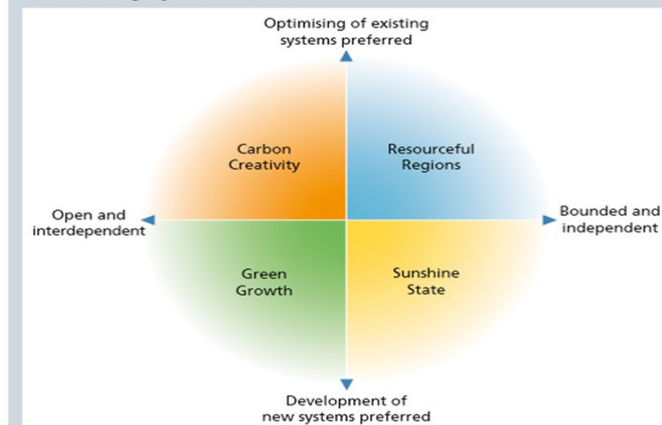 Optimising of existing
systems preferred
Carbon
Creativity
Resourceful
Regions
Open and
interdependent
Bounded and
independent
Green
Growth
Sunshine
State
Development of
new systems preferred